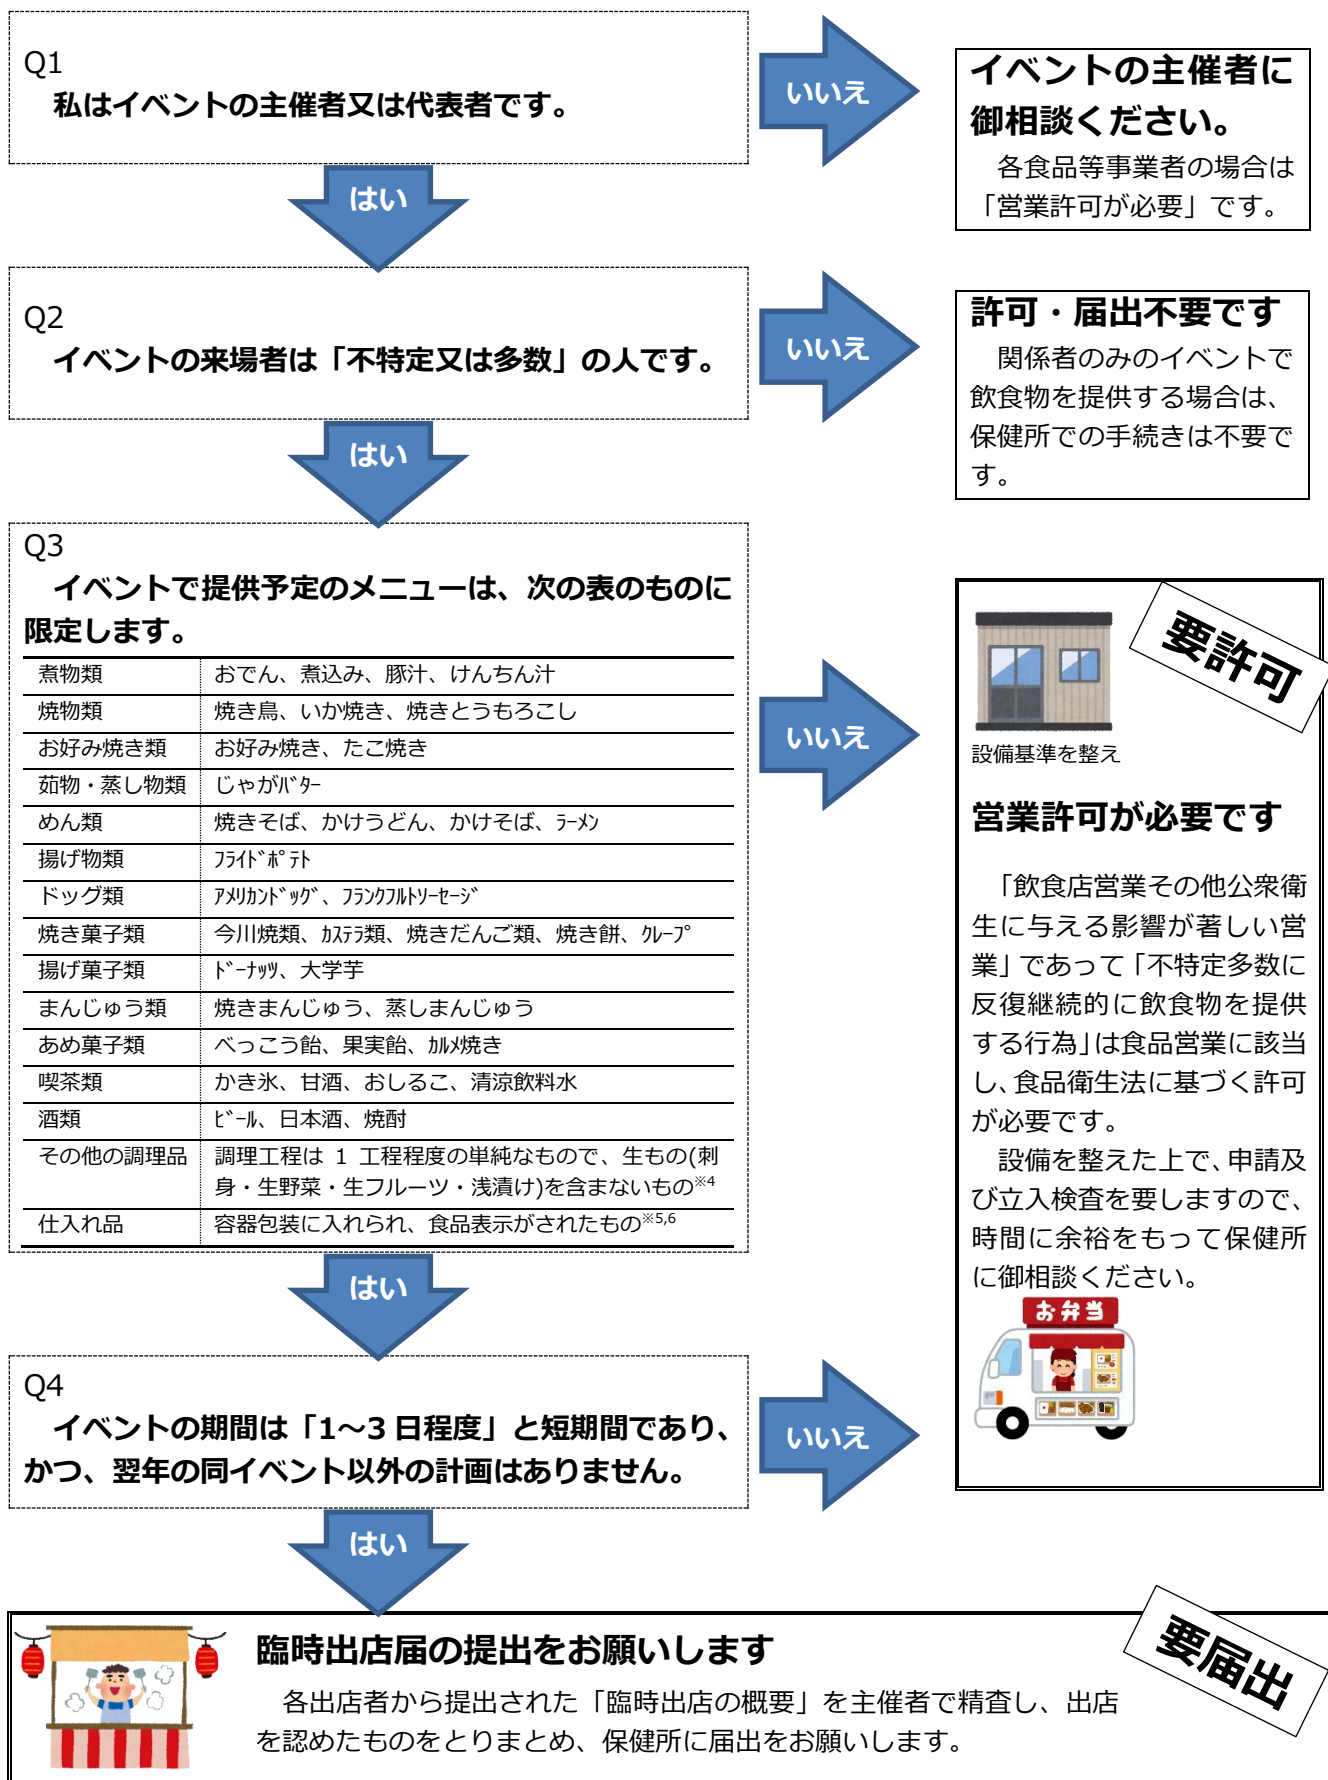 Q1
私はイベントの主催者又は代表者です。
いいえ
イベントの主催者に
御相談ください。
各食品等事業者の場合は
「営業許可が必要」です。
はい
Q2
イベントの来場者は「不特定又は多数」の人です。
いいえ
許可・届出不要です
関係者のみのイベントで
飲食物を提供する場合は、
保健所での手続きは不要で
す。
はい
Q3
イベントで提供予定のメニューは、次の表のものに
限定します。
煮物類 おでん、煮込み、豚汁、けんちん汁
焼物類 焼き鳥、いか焼き、焼きとうもろこし
お好み焼き類 お好み焼き、たこ焼き
茹物・蒸し物類 じゃがﾊﾞﾀｰ
めん類 焼きそば、かけうどん、かけそば、ﾗｰﾒﾝ
揚げ物類 ﾌﾗｲﾄﾞﾎﾟﾃﾄ
ドッグ類 ｱﾒﾘｶﾝﾄﾞｯｸﾞ、ﾌﾗﾝｸﾌﾙﾄｿｰｾｰｼﾞ
焼き菓子類 今川焼類、ｶｽﾃﾗ類、焼きだんご類、焼き餅、ｸﾚｰﾌﾟ
揚げ菓子類 ﾄﾞｰﾅｯﾂ、大学芋
まんじゅう類 焼きまんじゅう、蒸しまんじゅう
あめ菓子類 べっこう飴、果実飴、ｶﾙﾒ焼き
喫茶類 かき氷、甘酒、おしるこ、清涼飲料水
酒類 ﾋﾞｰﾙ、日本酒、焼酎
その他の調理品 調理工程は 1 工程程度の単純なもので、生もの(刺
身・生野菜・生フルーツ・浅漬け)を含まないもの※4
仕入れ品 容器包装に入れられ、食品表示がされたもの※5,6
いいえ
要許可
設備基準を整え
営業許可が必要です
「飲食店営業その他公衆衛
生に与える影響が著しい営
業」であって「不特定多数に
反復継続的に飲食物を提供
する行為」は食品営業に該当
し、食品衛生法に基づく許可
が必要です。
設備を整えた上で、申請及
び立入検査を要しますので、
時間に余裕をもって保健所
に御相談ください。
お弁当
はい
Q4
イベントの期間は「1～3 日程度」と短期間であり、
かつ、翌年の同イベント以外の計画はありません。
いいえ
はい
要届出
臨時出店届の提出をお願いします
各出店者から提出された「臨時出店の概要」を主催者で精査し、出店
を認めたものをとりまとめ、保健所に届出をお願いします。